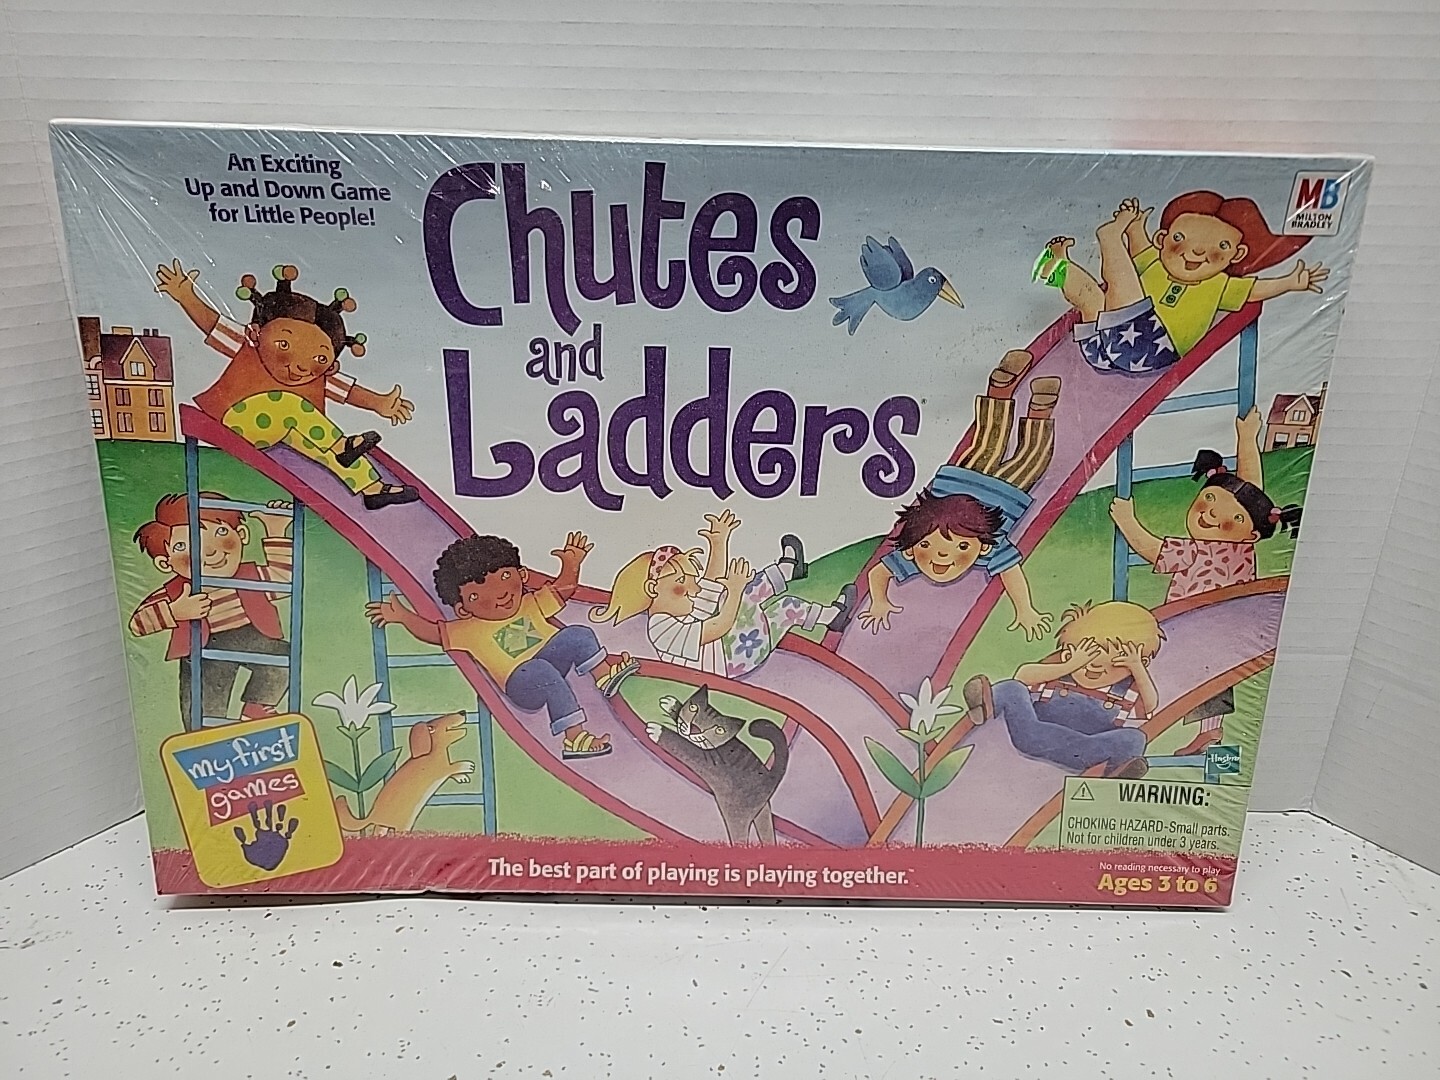 An Exciting
Up and Down Game
for Little People!
Chutes
and
Ladders®
MB
MILTON
BRADLEY
my first
games™
Hasbro
WARNING:
CHOKING HAZARD-Small parts.
Not for children under 3 years.
The best part of playing is playing together.™
No reading necessary to play
Ages 3 to 6